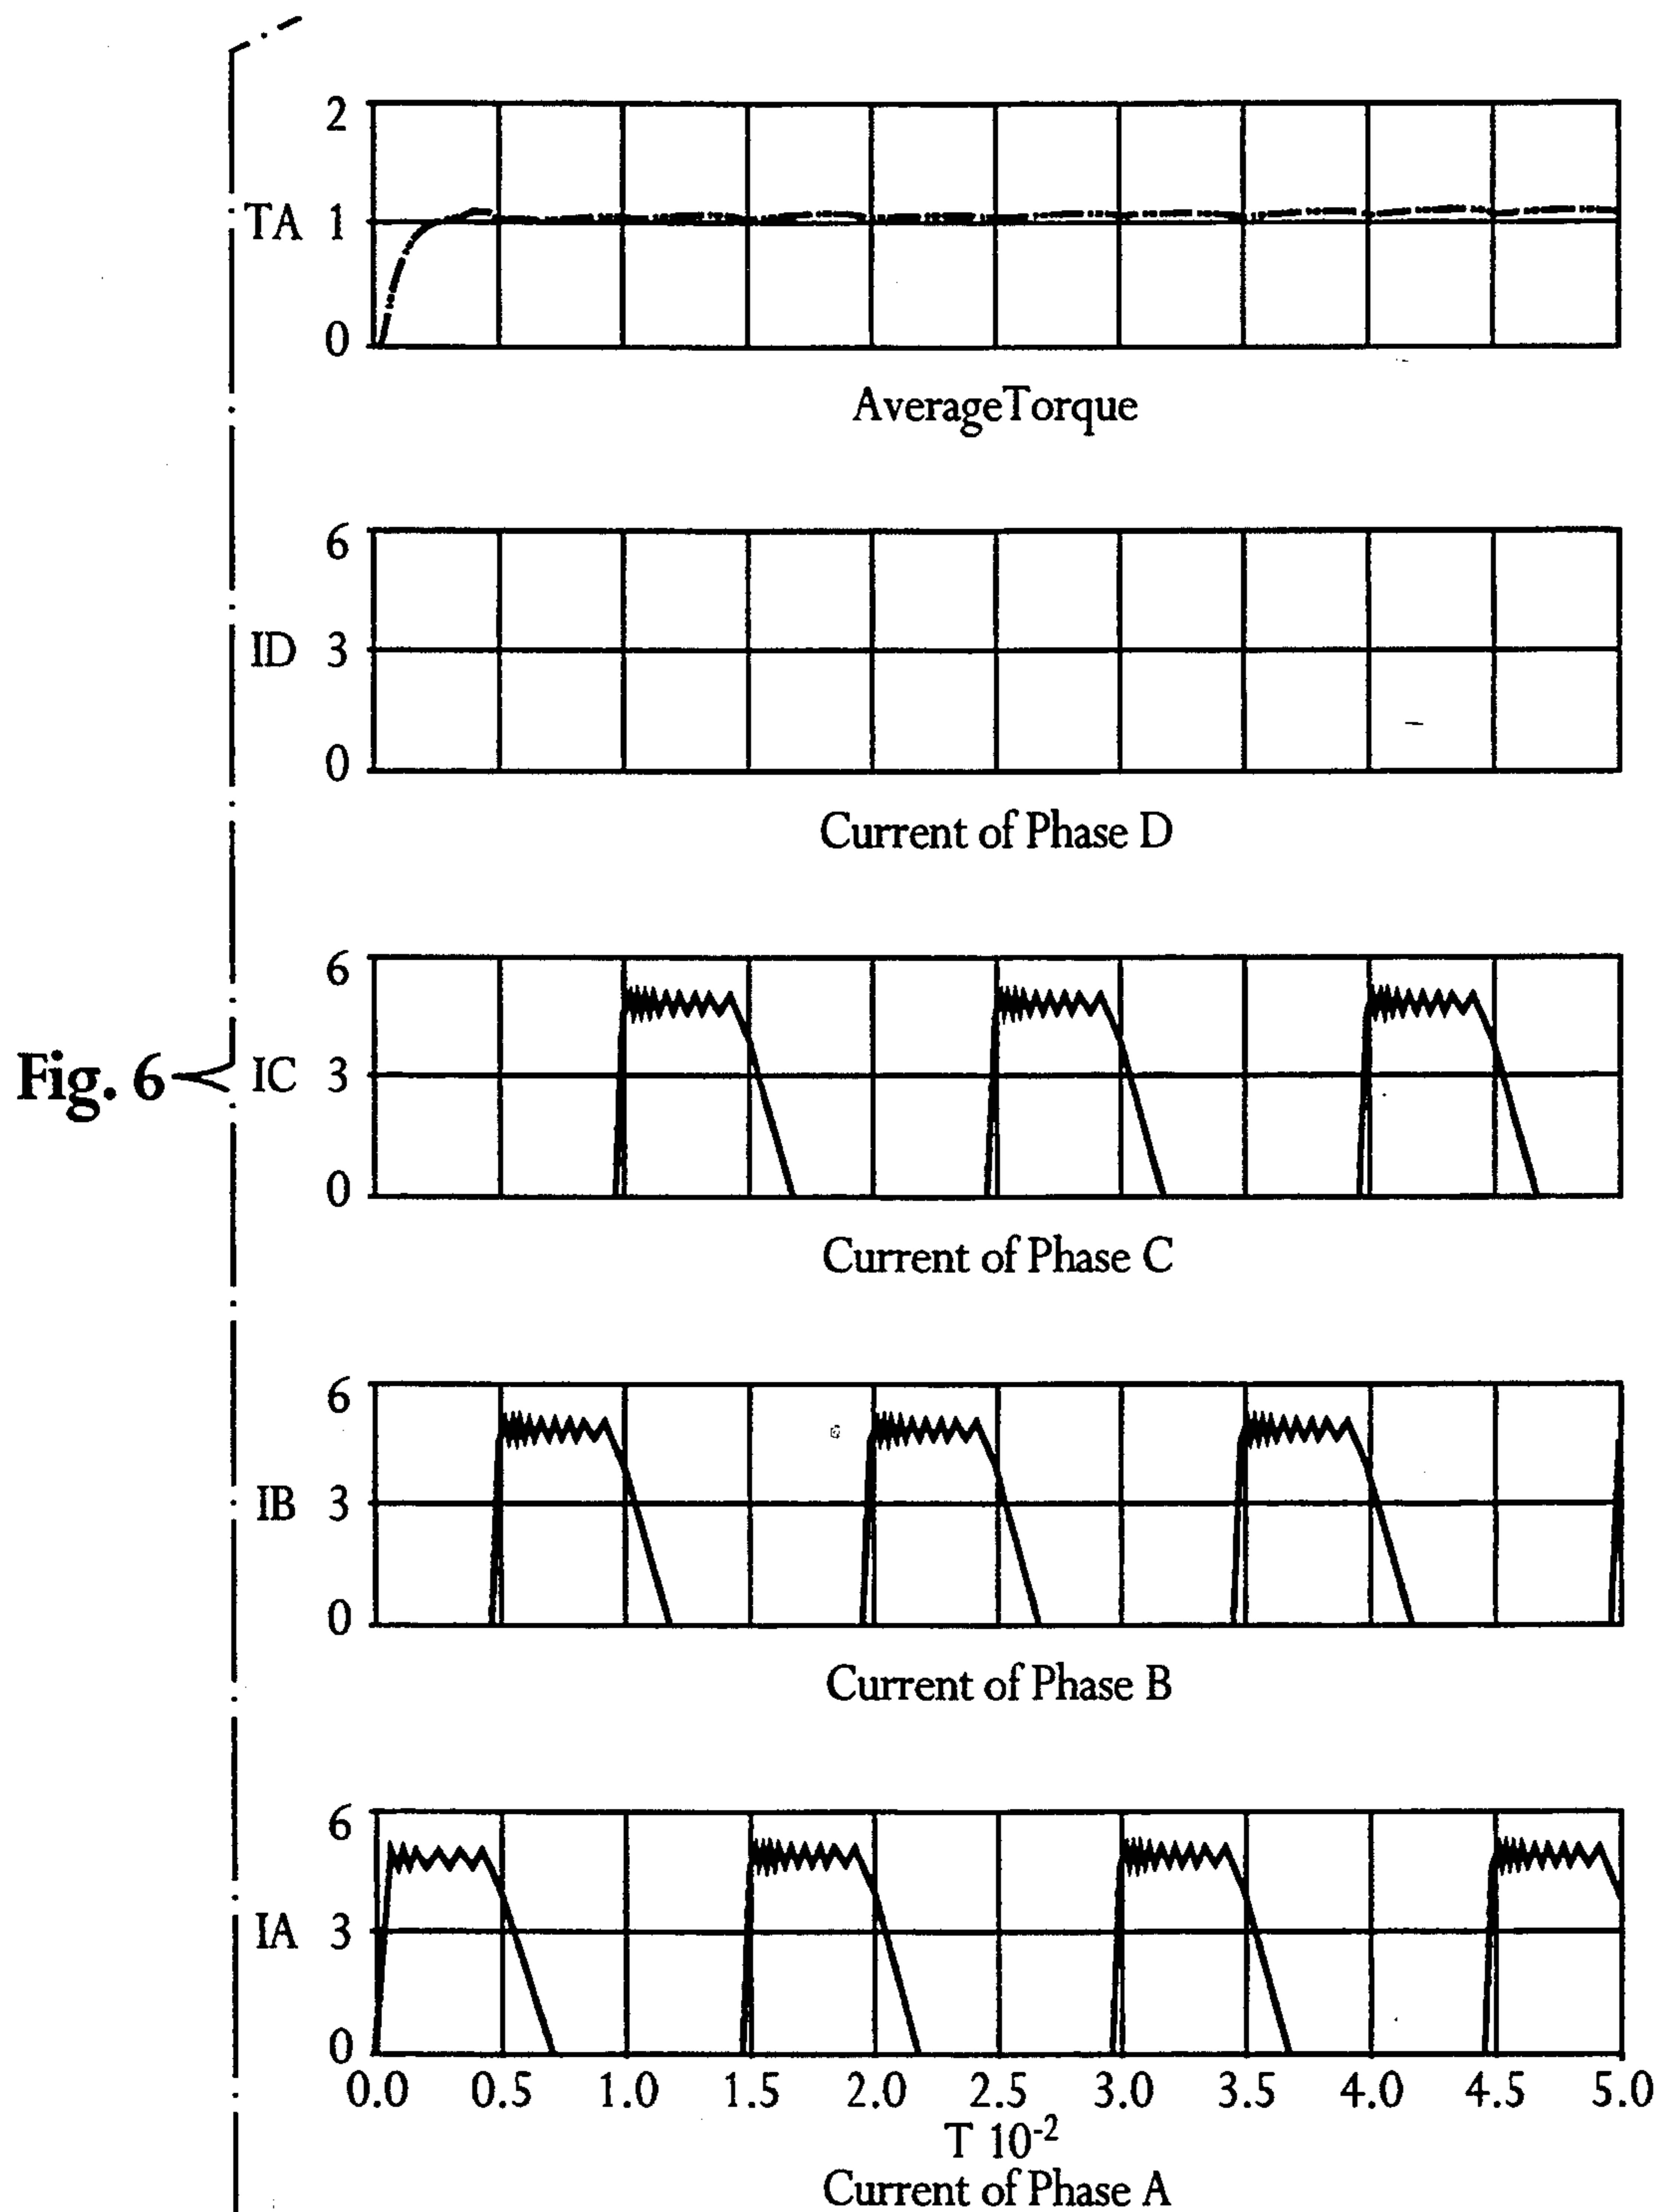 2
TA 1
0
AverageTorque
6
ID 3
0
Current of Phase D
6
Fig. 6 IC 3
0
Current of Phase C
6
IB 3
0
Current of Phase B
6
IA 3
0
0.0 0.5 1.0 1.5 2.0 2.5 3.0 3.5 4.0 4.5 5.0
T 10⁻²
Current of Phase A